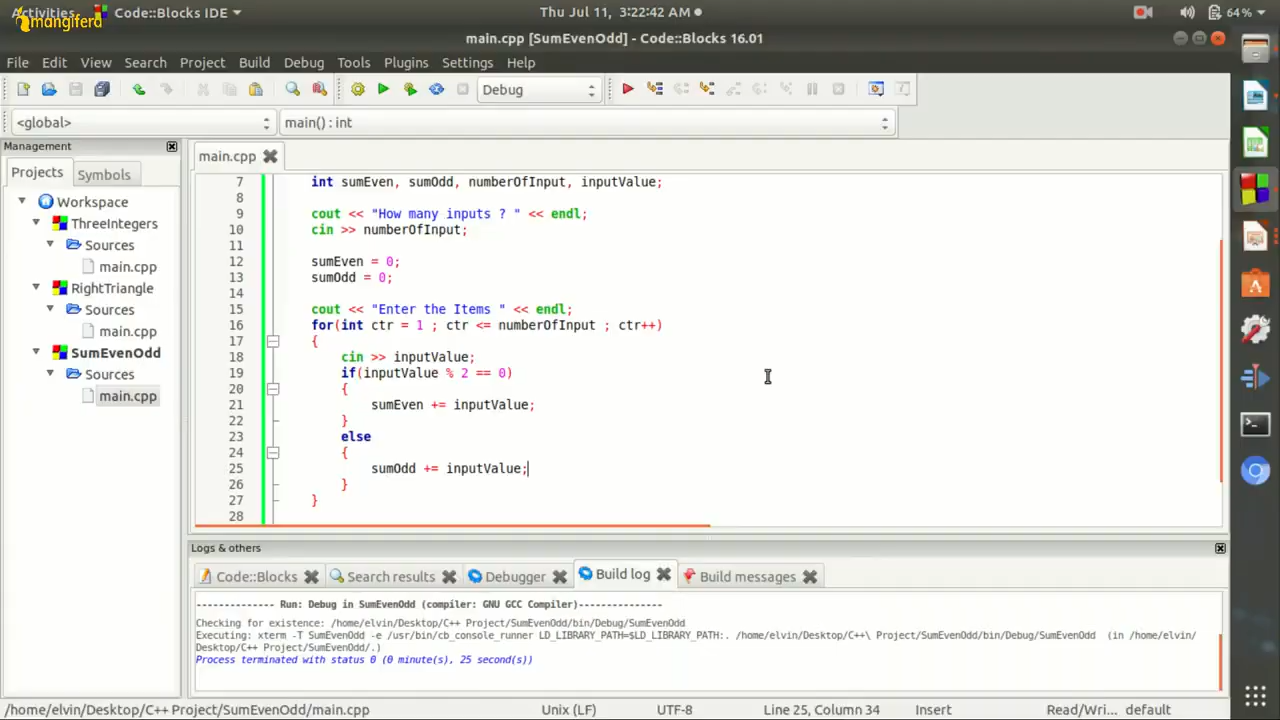 Activities Code::Blocks IDE Thu Jul 11, 3:22:42 AM 64 %
mangifera
main.cpp [SumEvenOdd] - Code::Blocks 16.01
File Edit View Search Project Build Debug Tools Plugins Settings Help
Debug
<global> main() : int
Management
main.cpp
Projects Symbols
Workspace
ThreeIntegers
Sources
main.cpp
RightTriangle
Sources
main.cpp
SumEvenOdd
Sources
main.cpp
7 int sumEven, sumOdd, numberOfInput, inputValue;
8
9 cout << "How many inputs ? " << endl;
10 cin >> numberOfInput;
11
12 sumEven = 0;
13 sumOdd = 0;
14
15 cout << "Enter the Items " << endl;
16 for(int ctr = 1 ; ctr <= numberOfInput ; ctr++)
17 {
18 cin >> inputValue;
19 if(inputValue % 2 == 0)
20 {
21 sumEven += inputValue;
22 }
23 else
24 {
25 sumOdd += inputValue;
26 }
27 }
28
Logs & others
Code::Blocks Search results Debugger Build log Build messages
-------------- Run: Debug in SumEvenOdd (compiler: GNU GCC Compiler)---------------
Checking for existence: /home/elvin/Desktop/C++ Project/SumEvenOdd/bin/Debug/SumEvenOdd
Executing: xterm -T SumEvenOdd -e /usr/bin/cb_console_runner LD_LIBRARY_PATH=$LD_LIBRARY_PATH:. /home/elvin/Desktop/C++\ Project/SumEvenOdd/bin/Debug/SumEvenOdd (in /home/elvin/
Desktop/C++ Project/SumEvenOdd/.)
Process terminated with status 0 (0 minute(s), 25 second(s))
/home/elvin/Desktop/C++ Project/SumEvenOdd/main.cpp Unix (LF) UTF-8 Line 25, Column 34 Insert Read/Wri... default